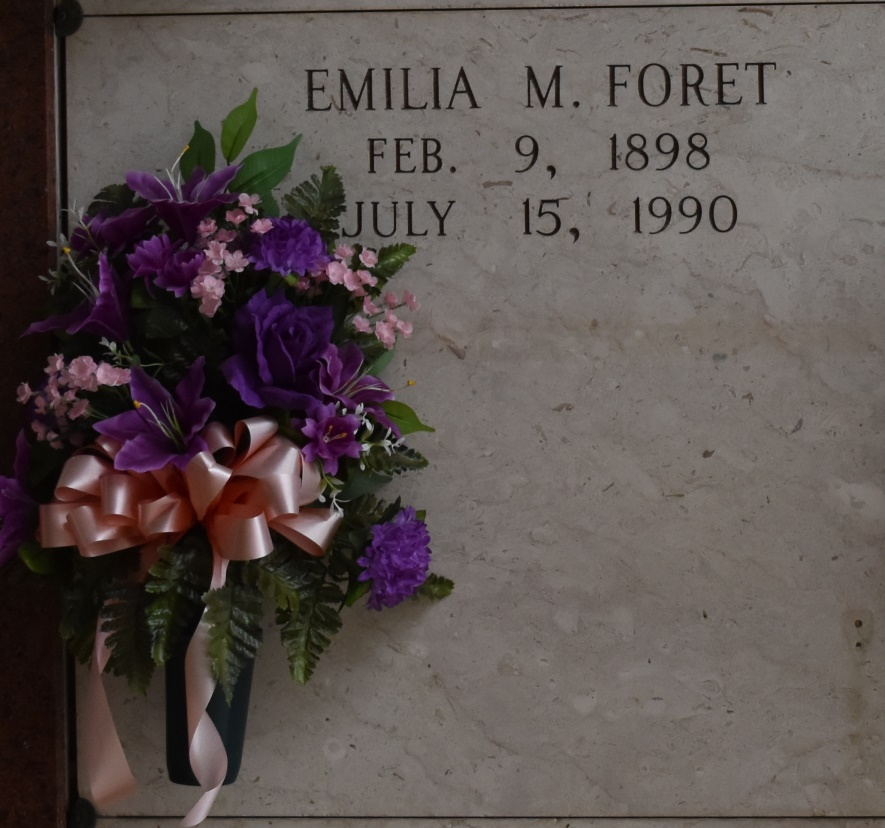 EMILIA M. FORET
FEB. 9, 1898
JULY 15, 1990